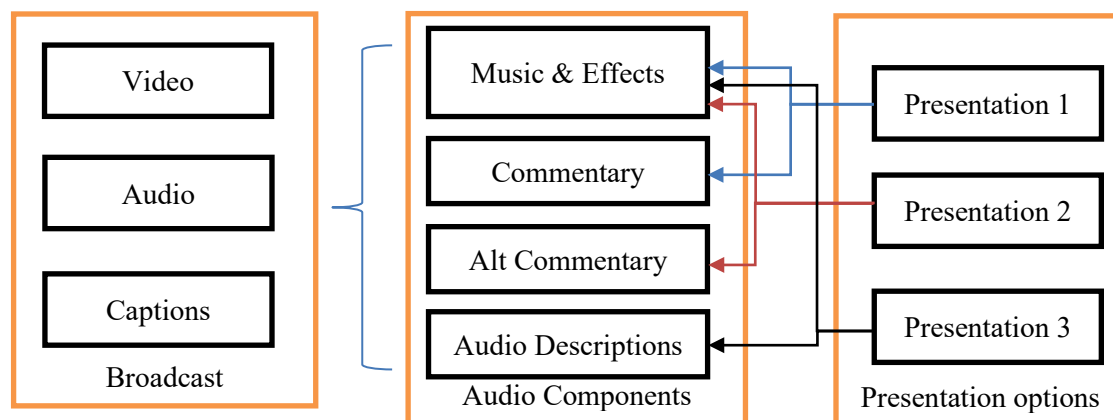 Video
Audio
Captions
Broadcast
Music & Effects
Commentary
Alt Commentary
Audio Descriptions
Audio Components
Presentation 1
Presentation 2
Presentation 3
Presentation options